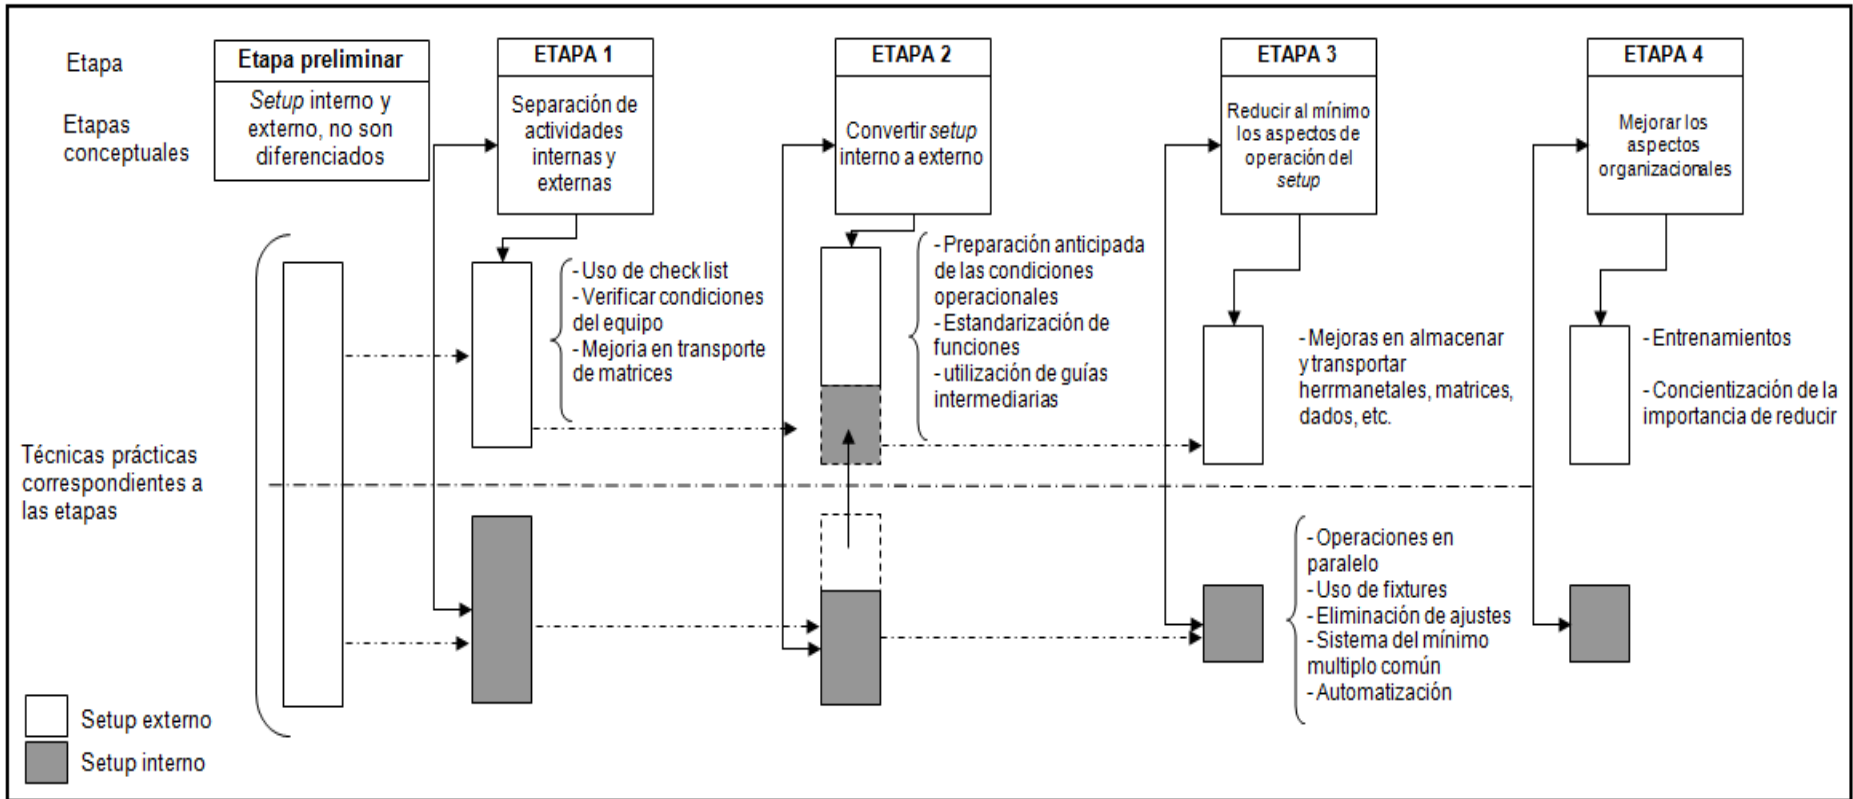 Etapa
Etapas
conceptuales
Etapa preliminar
Setup interno y
externo, no son
diferenciados
ETAPA 1
Separación de
actividades
internas y
externas
ETAPA 2
Convertir setup
interno a externo
ETAPA 3
Reducir al mínimo
los aspectos de
operación del
setup
ETAPA 4
Mejorar los
aspectos
organizacionales
Técnicas prácticas
correspondientes a
las etapas
- Uso de check list
- Verificar condiciones
del equipo
- Mejoria en transporte
de matrices
- Preparación anticipada
de las condiciones
operacionales
- Estandarización de
funciones
- utilización de guías
intermediarias
- Mejoras en almacenar
y transportar
herrmanetales, matrices,
dados, etc.
- Entrenamientos
- Concientización de la
importancia de reducir
- Operaciones en
paralelo
- Uso de fixtures
- Eliminación de ajustes
- Sistema del mínimo
multiplo común
- Automatización
Setup externo
Setup interno